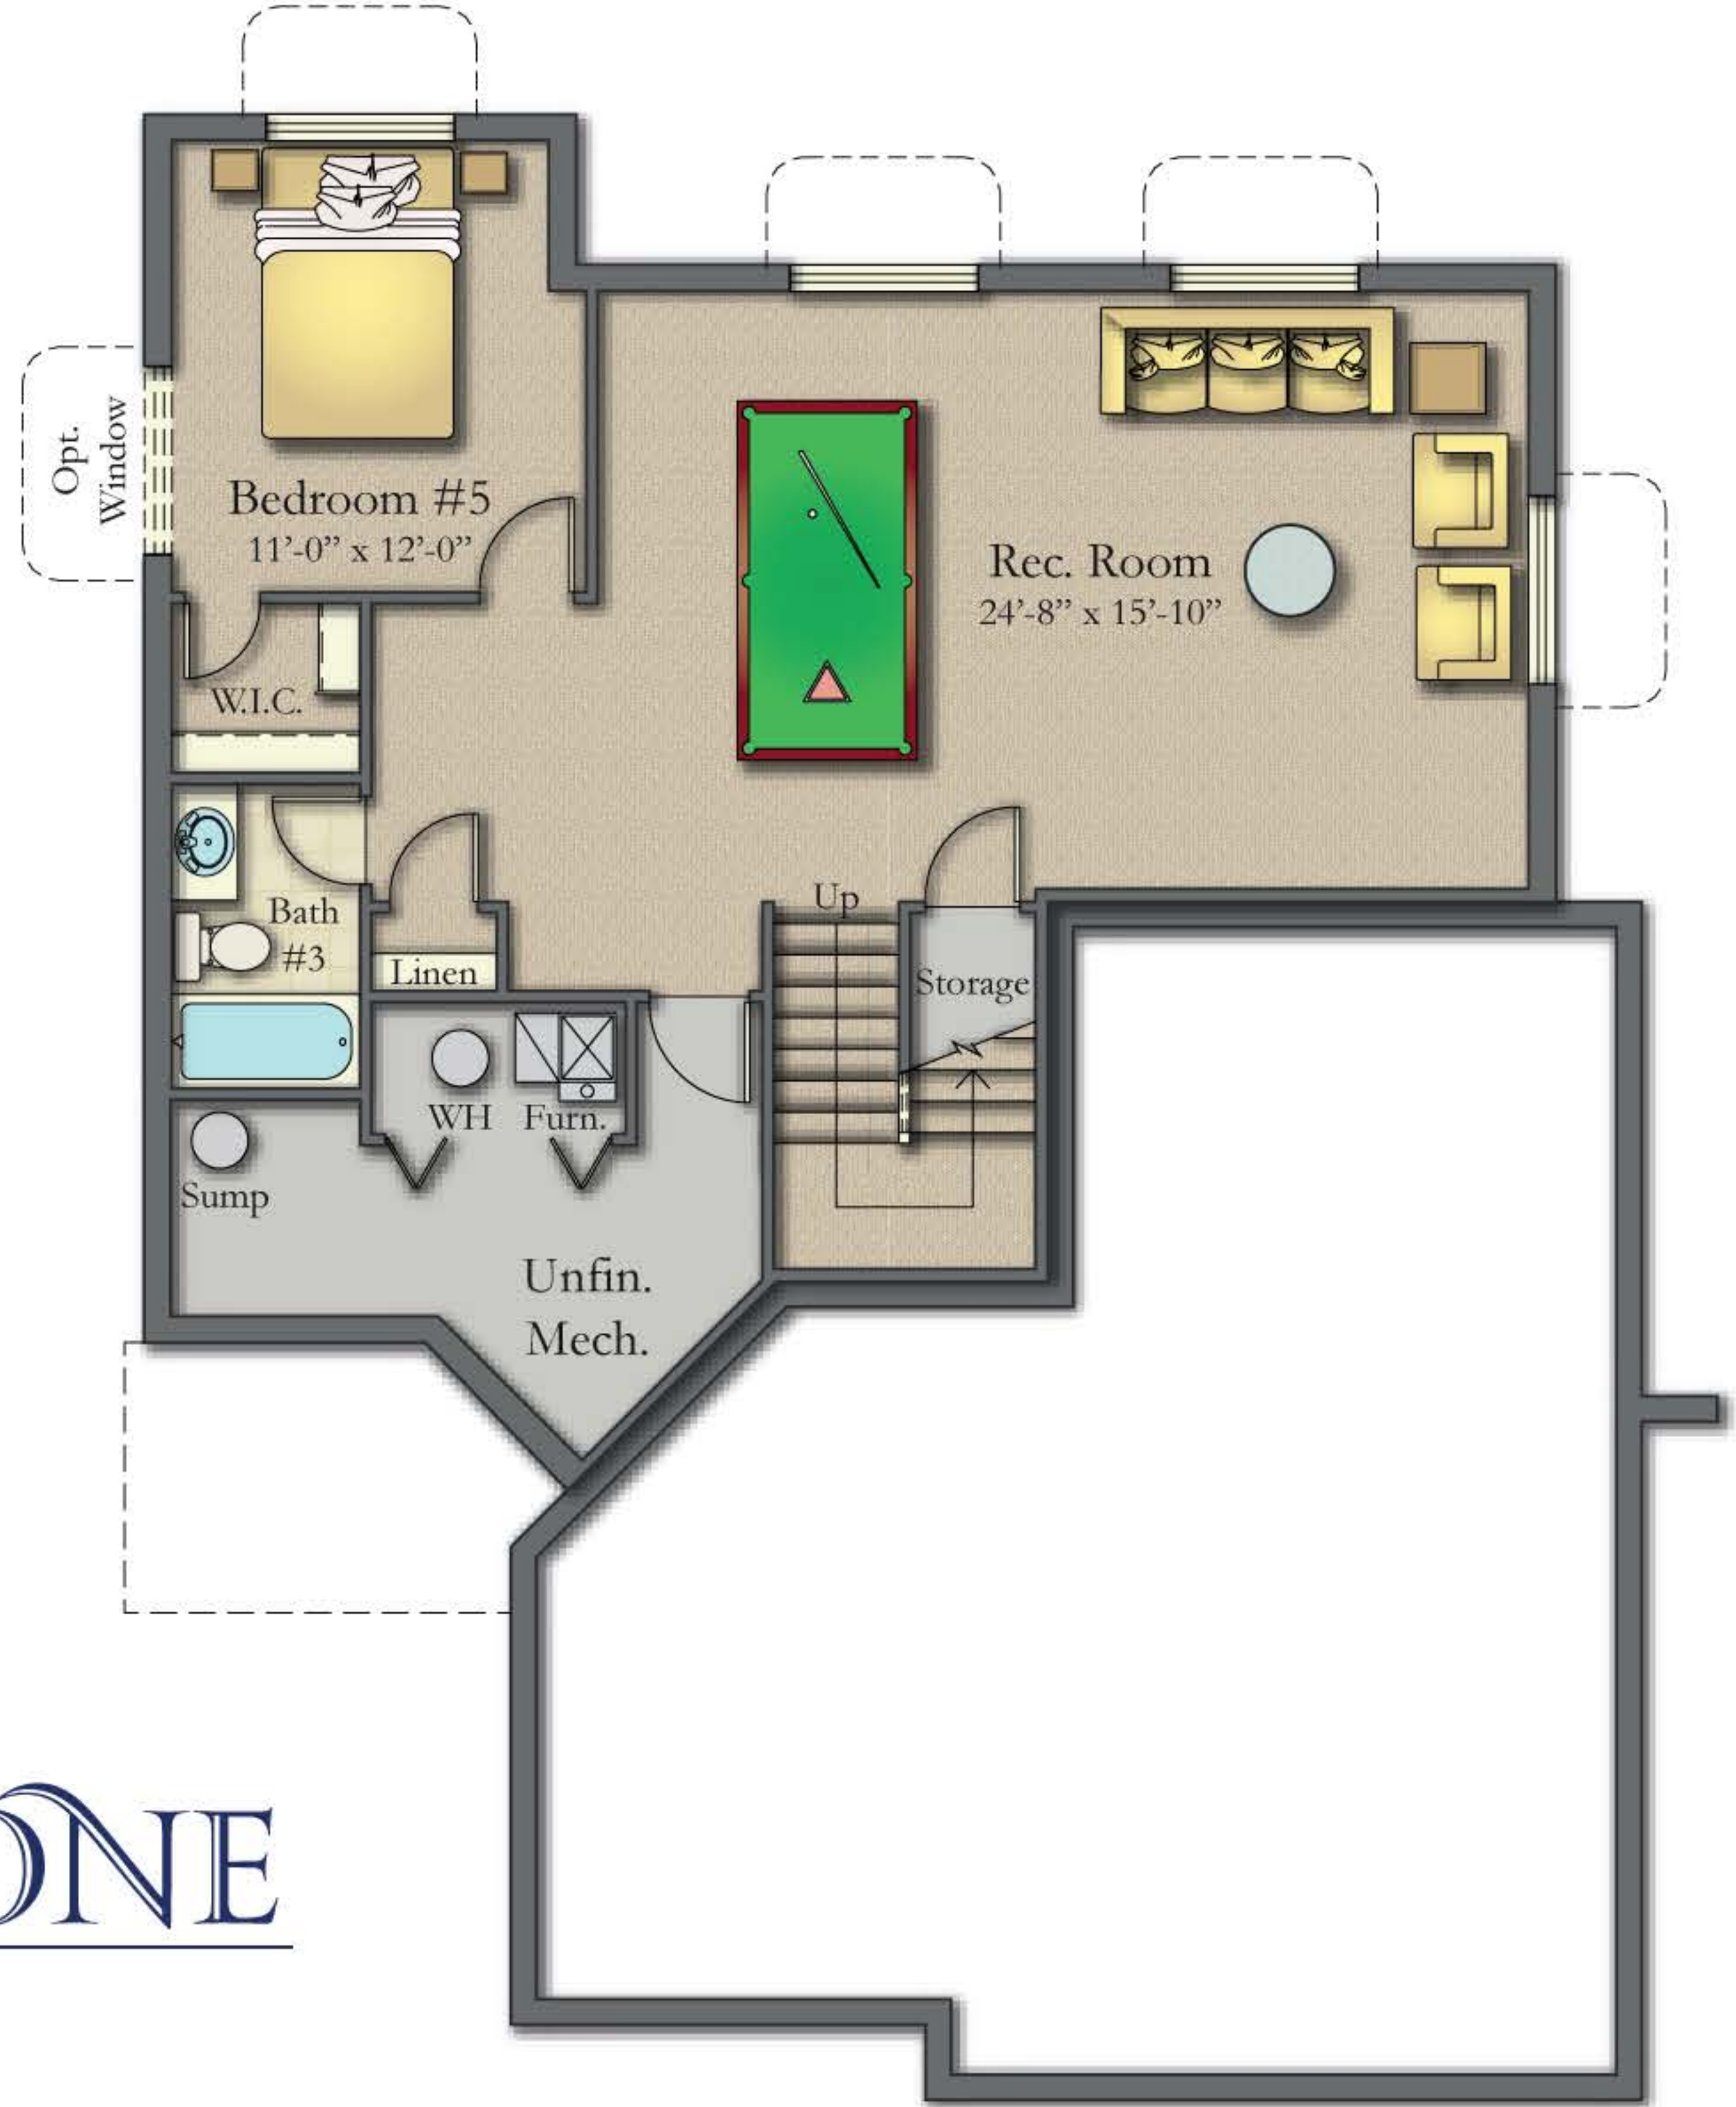 Opt.
Window
Bedroom #5
11’-0” x 12’-0”
Rec. Room
24’-8” x 15’-10”
W.I.C.
Bath
#3
Linen
Up
Storage
WH
Furn.
Sump
Unfin.
Mech.
ONE